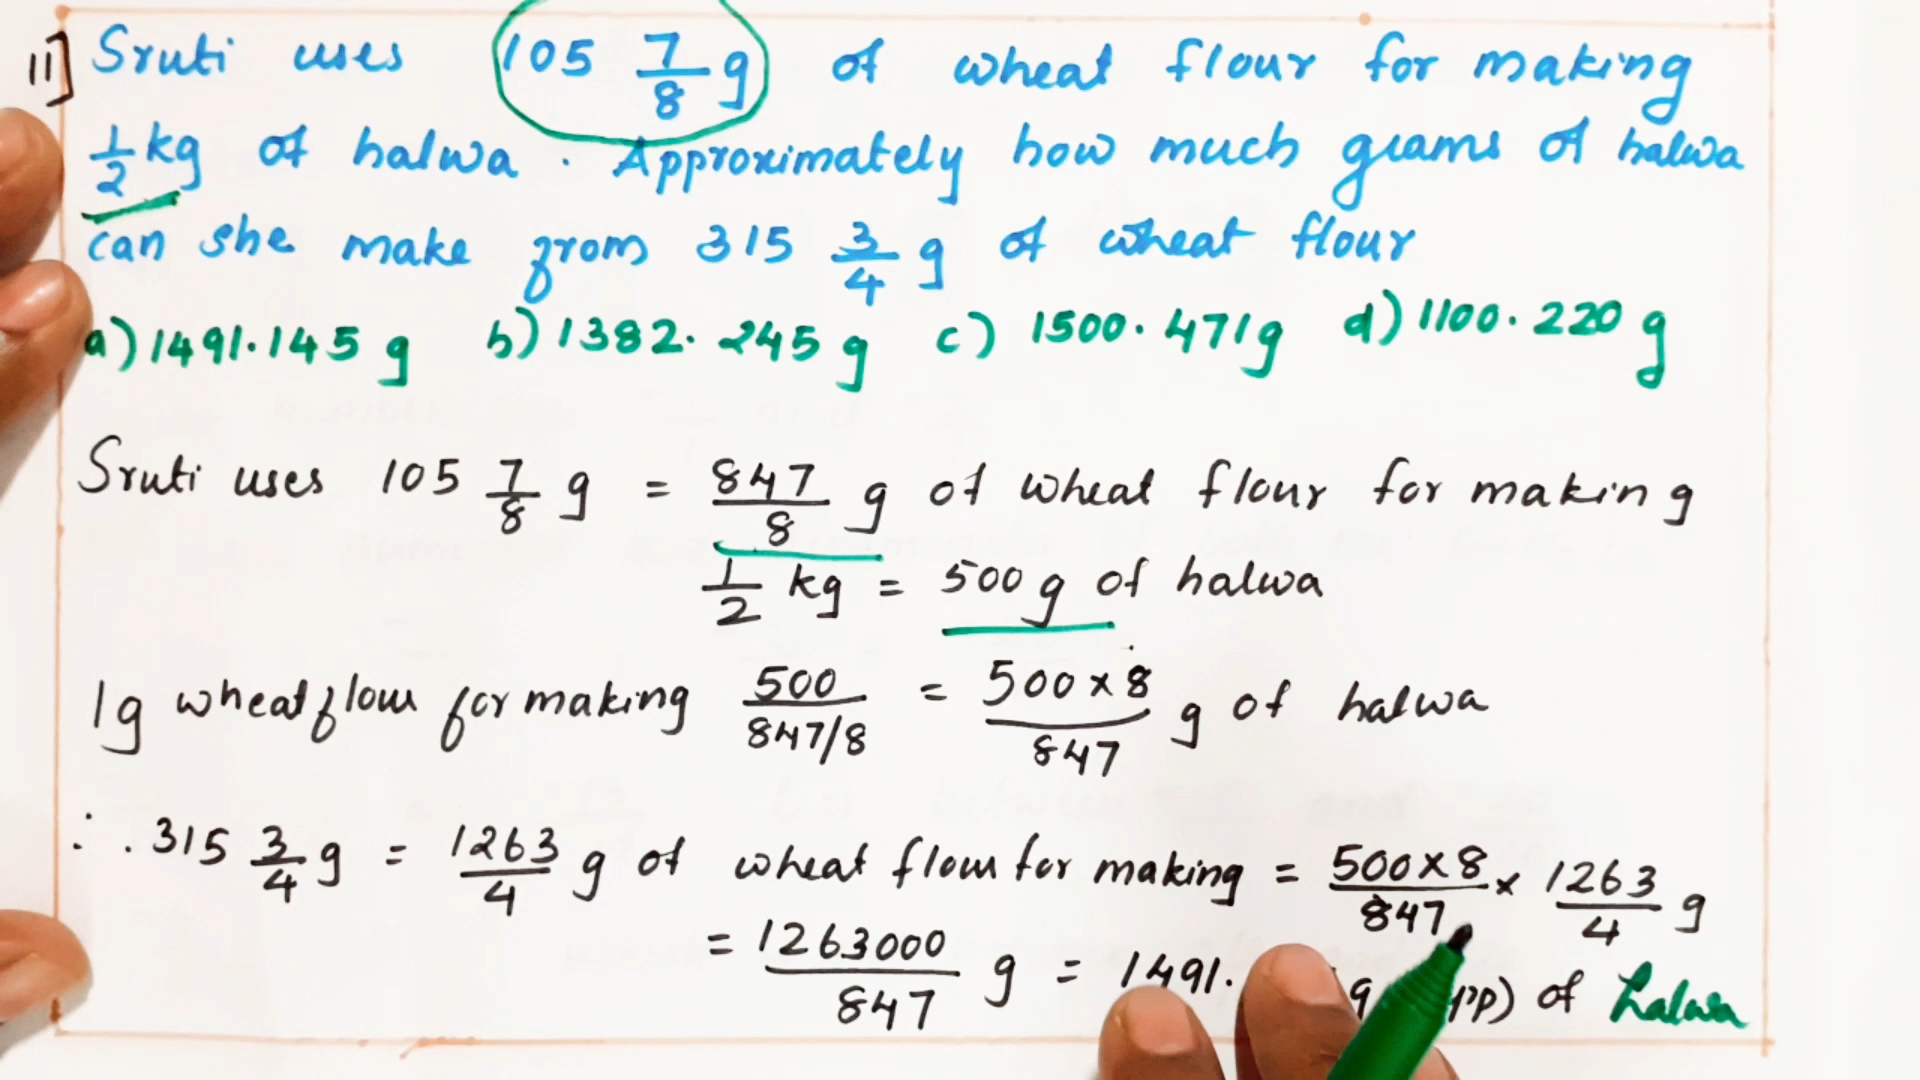 11] Sruti uses 105 7/8 g of wheat flour for making
1/2 kg of halwa . Approximately how much grams of halwa
can she make from 315 3/4 g of wheat flour
a) 1491.145 g b) 1382.245 g c) 1500.471g d) 1100.220 g
Sruti uses 105 7/8 g = 847/8 g of wheat flour for making
1/2 kg = 500 g of halwa
1g wheat flour for making 500/847/8 = 500 x 8/847 g of halwa
∴ . 315 3/4 g = 1263/4 g of wheat flour for making = 500 x 8/847 x 1263/4 g
= 1263000/847 g = 1491. of halwa